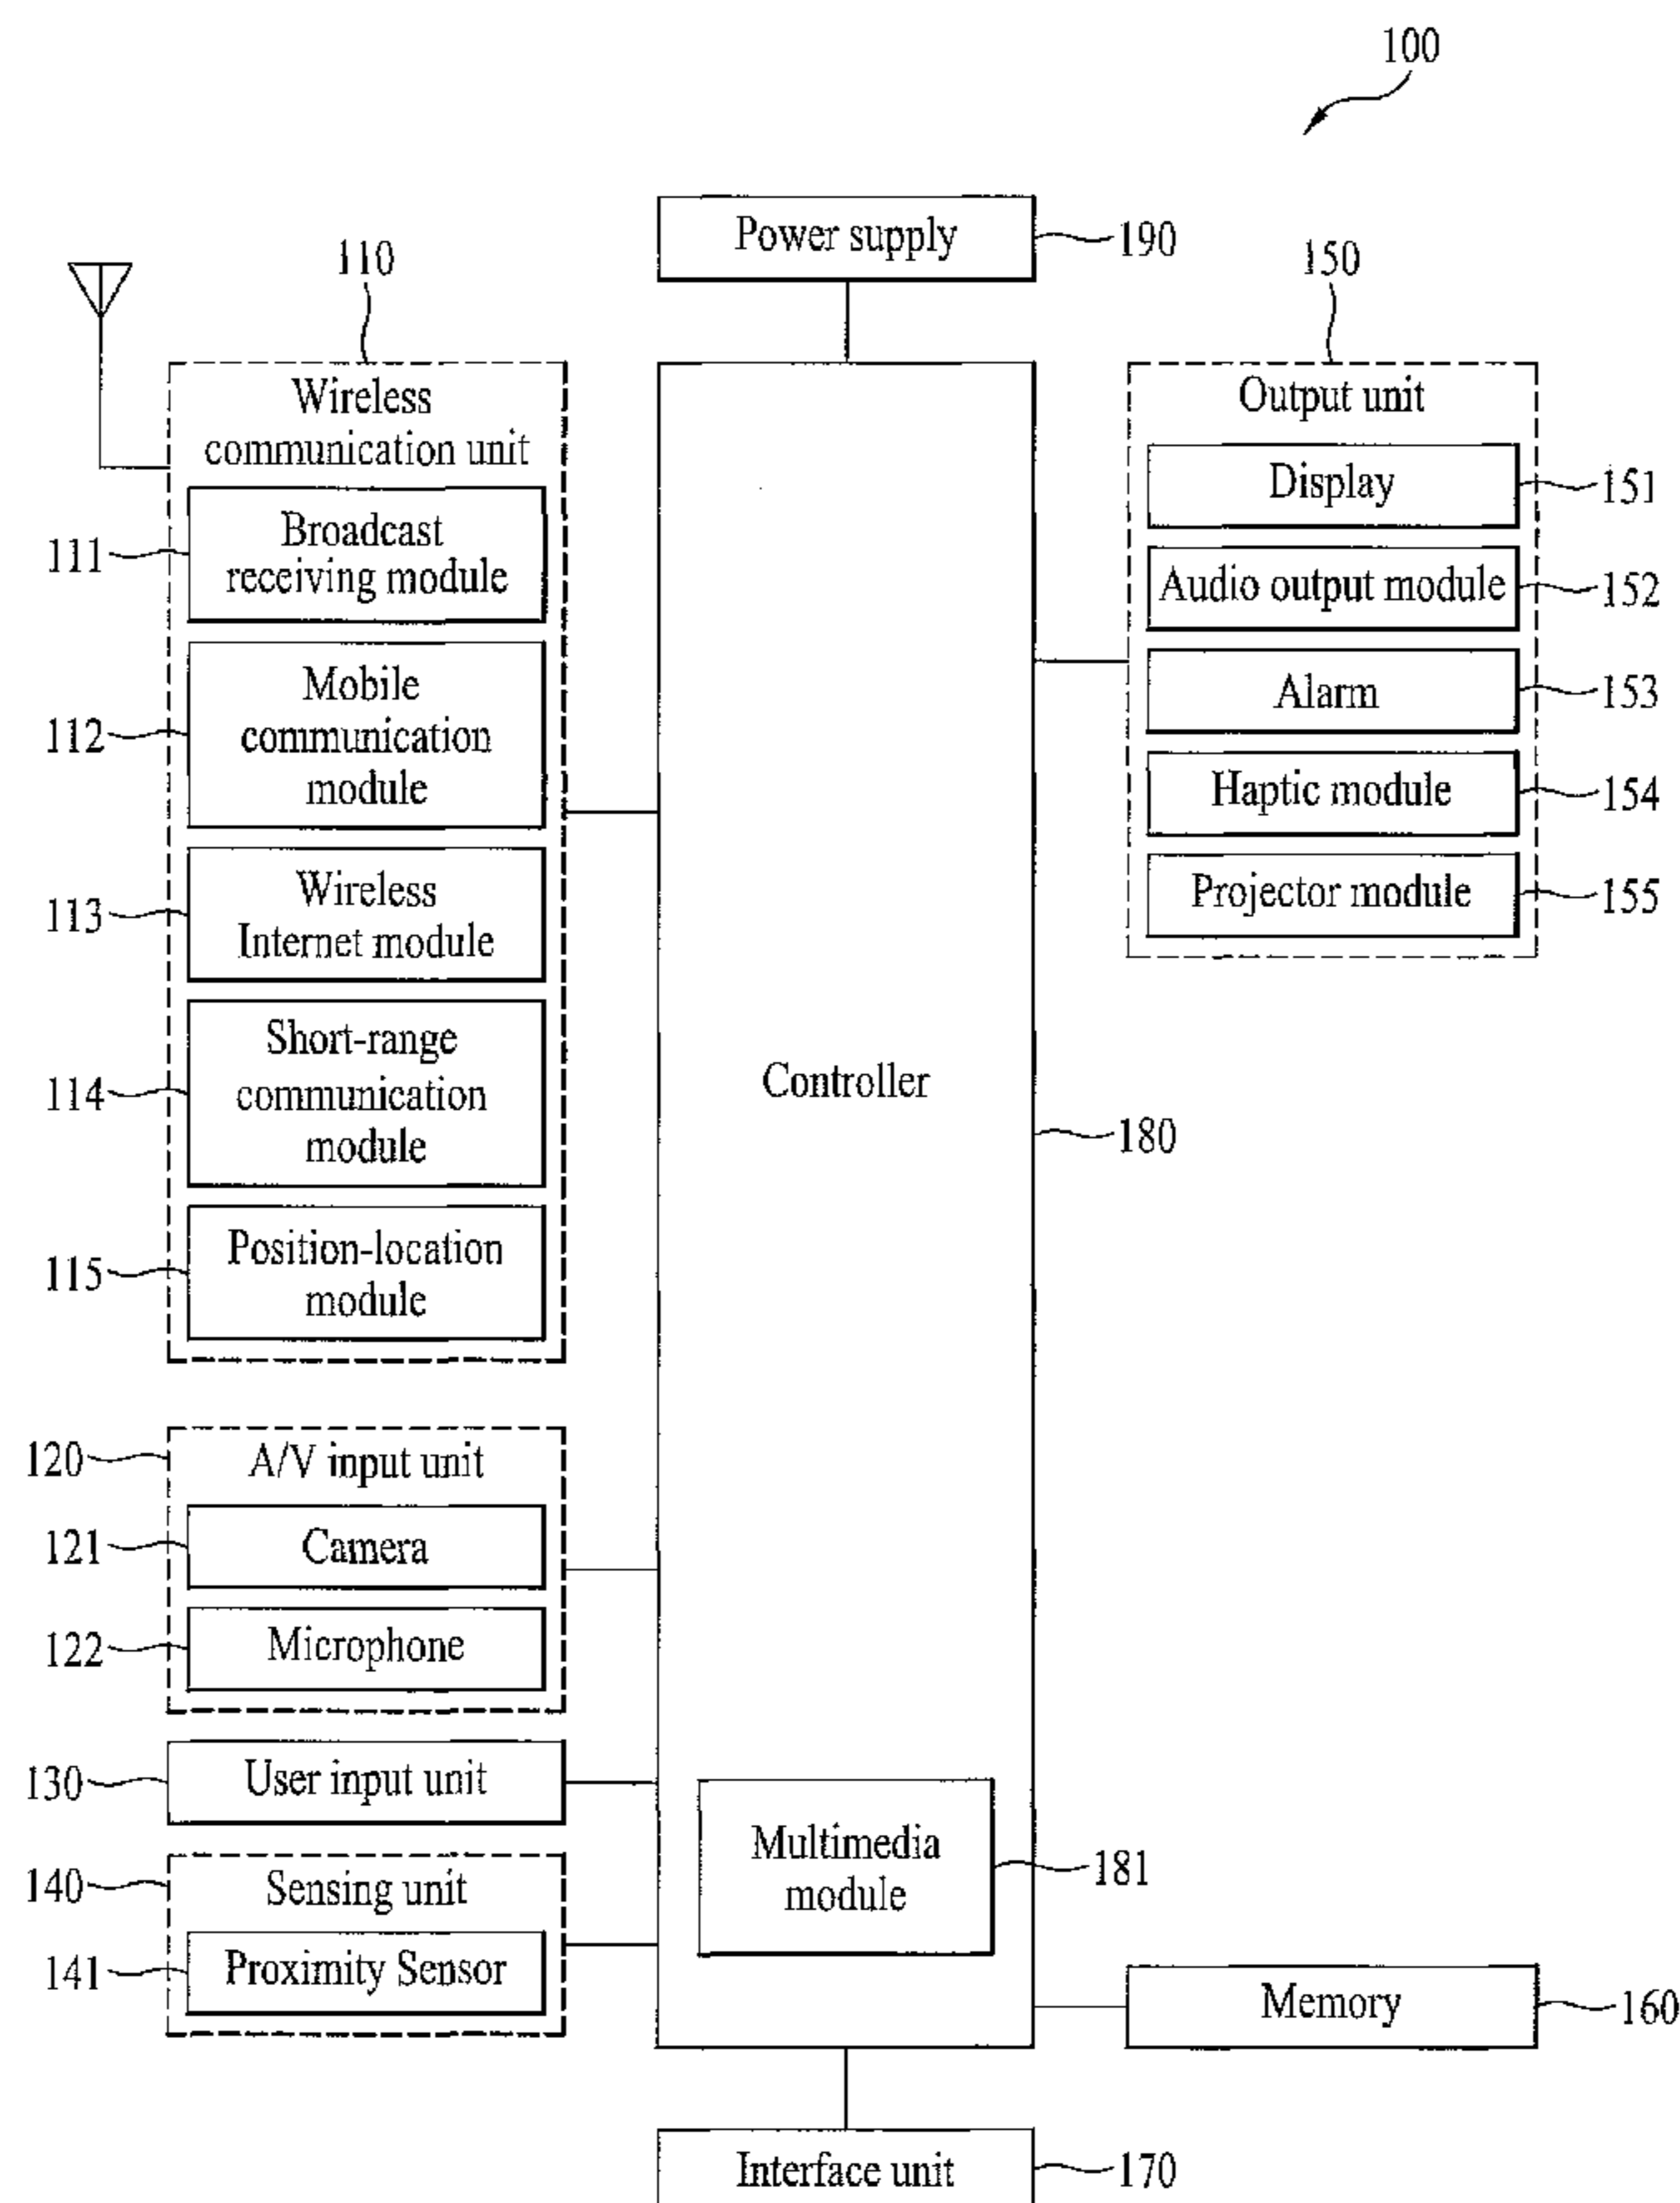 100
Power supply
190
110
Wireless
communication unit
Broadcast
receiving module
111
Mobile
communication
module
112
Wireless
Internet module
113
Short-range
communication
module
114
Position-location
module
115
120
A/V input unit
121
Camera
122
Microphone
130
User input unit
140
Sensing unit
141
Proximity Sensor
Controller
180
Multimedia
module
181
150
Output unit
Display
151
Audio output module
152
Alarm
153
Haptic module
154
Projector module
155
Memory
160
Interface unit
170